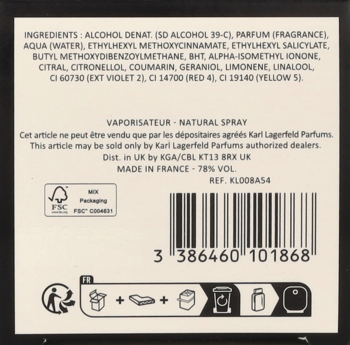 INGREDIENTS : ALCOHOL DENAT. (SD ALCOHOL 39-C), PARFUM (FRAGRANCE),
AQUA (WATER), ETHYLHEXYL METHOXYCINNAMATE, ETHYLHEXYL SALICYLATE,
BUTYL METHOXYDIBENZOYLMETHANE, BHT, ALPHA-ISOMETHYL IONONE,
CITRAL, CITRONELLOL, COUMARIN, GERANIOL, LIMONENE, LINALOOL,
CI 60730 (EXT VIOLET 2), CI 14700 (RED 4), CI 19140 (YELLOW 5).
VAPORISATEUR - NATURAL SPRAY
Cet article ne peut être vendu que par les dépositaires agréés Karl Lagerfeld Parfums.
This article may be sold only by Karl Lagerfeld Parfums authorized dealers.
Dist. in UK by KGA/CBL KT13 8RX UK
MADE IN FRANCE - 78% VOL.
REF. KL008A54
FSC
MIX
Packaging
FSC™ C004831
3 386460 101868
FR